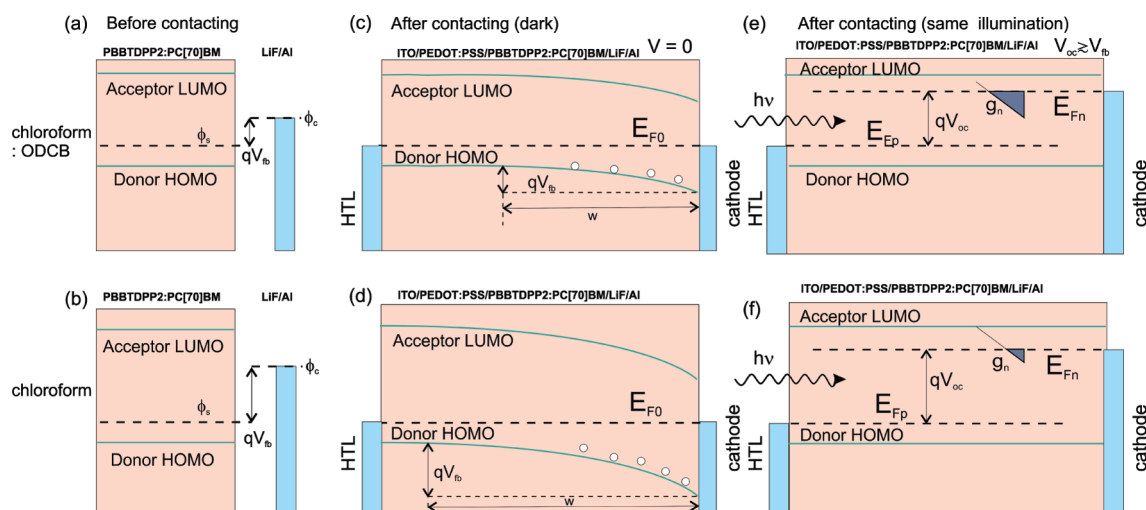 (a) Before contacting
PBBTDPP2:PC[70]BM LiF/Al
Acceptor LUMO
ϕs
ϕc
qVfb
Donor HOMO
chloroform
: ODCB
(c) After contacting (dark)
V = 0
ITO/PEDOT:PSS/PBBTDPP2:PC[70]BM/LiF/Al
Acceptor LUMO
EF0
Donor HOMO
qVfb
w
HTL
cathode
(e) After contacting (same illumination)
ITO/PEDOT:PSS/PBBTDPP2:PC[70]BM/LiF/Al
Voc≳Vfb
Acceptor LUMO
hν
gn
EFn
EFp
qVoc
Donor HOMO
HTL
cathode
(b)
PBBTDPP2:PC[70]BM LiF/Al
Acceptor LUMO
ϕc
ϕs
qVfb
Donor HOMO
chloroform
(d)
ITO/PEDOT:PSS/PBBTDPP2:PC[70]BM/LiF/Al
Acceptor LUMO
EF0
Donor HOMO
qVfb
w
HTL
cathode
(f)
ITO/PEDOT:PSS/PBBTDPP2:PC[70]BM/LiF/Al
Acceptor LUMO
hν
gn
EFn
qVoc
EFp
Donor HOMO
HTL
cathode